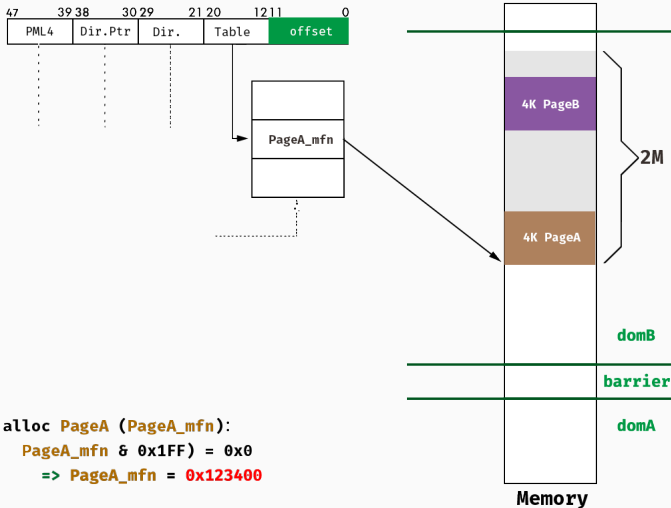 47 39 38 30 29 21 20 12 11 0
PML4 Dir.Ptr Dir. Table offset
4K PageB
PageA_mfn
2M
4K PageA
domB
barrier
domA
alloc PageA (PageA_mfn):
PageA_mfn & 0x1FF) = 0x0
=> PageA_mfn = 0x123400
Memory